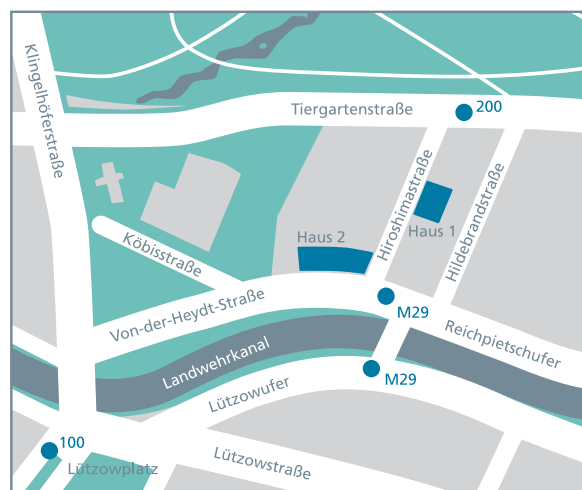 Klingelhöferstraße
Tiergartenstraße
200
Hiroshimastraße
Hildebrandstraße
Haus 1
Haus 2
Köbisstraße
Von-der-Heydt-Straße
M29
Reichpietschufer
Landwehrkanal
M29
Lützowufer
100
Lützowplatz
Lützowstraße